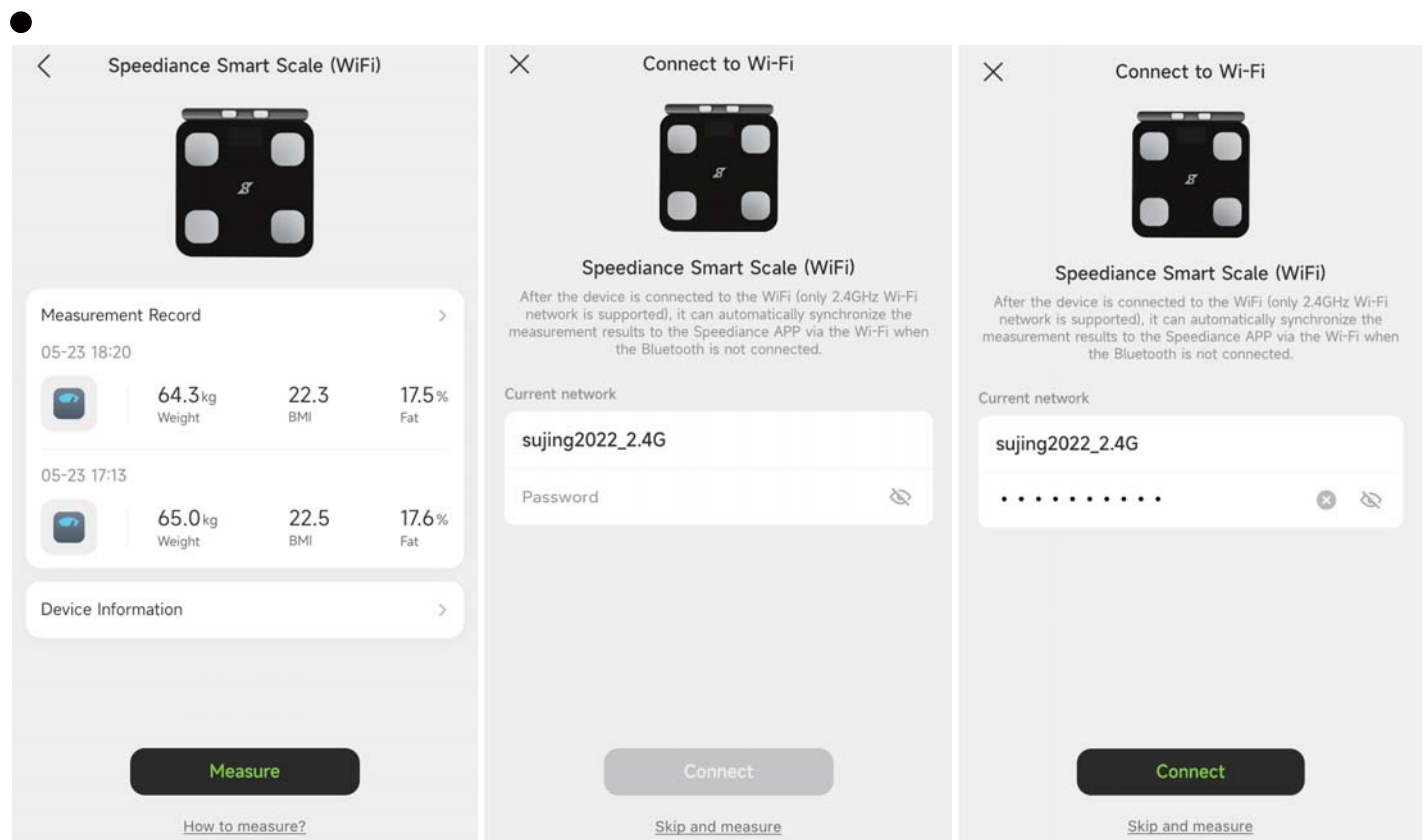 Speediance Smart Scale (WiFi)
Measurement Record
05-23 18:20
64.3kg 22.3 17.5%
Weight BMI Fat
05-23 17:13
65.0kg 22.5 17.6%
Weight BMI Fat
Device Information
Measure
How to measure?
Connect to Wi-Fi
Speediance Smart Scale (WiFi)
After the device is connected to the WiFi (only 2.4GHz Wi-Fi
network is supported), it can automatically synchronize the
measurement results to the Speediance APP via the Wi-Fi when
the Bluetooth is not connected.
Current network
sujing2022_2.4G
Password
Connect
Skip and measure
Connect to Wi-Fi
Speediance Smart Scale (WiFi)
After the device is connected to the WiFi (only 2.4GHz Wi-Fi
network is supported), it can automatically synchronize the
measurement results to the Speediance APP via the Wi-Fi when
the Bluetooth is not connected.
Current network
sujing2022_2.4G
Connect
Skip and measure